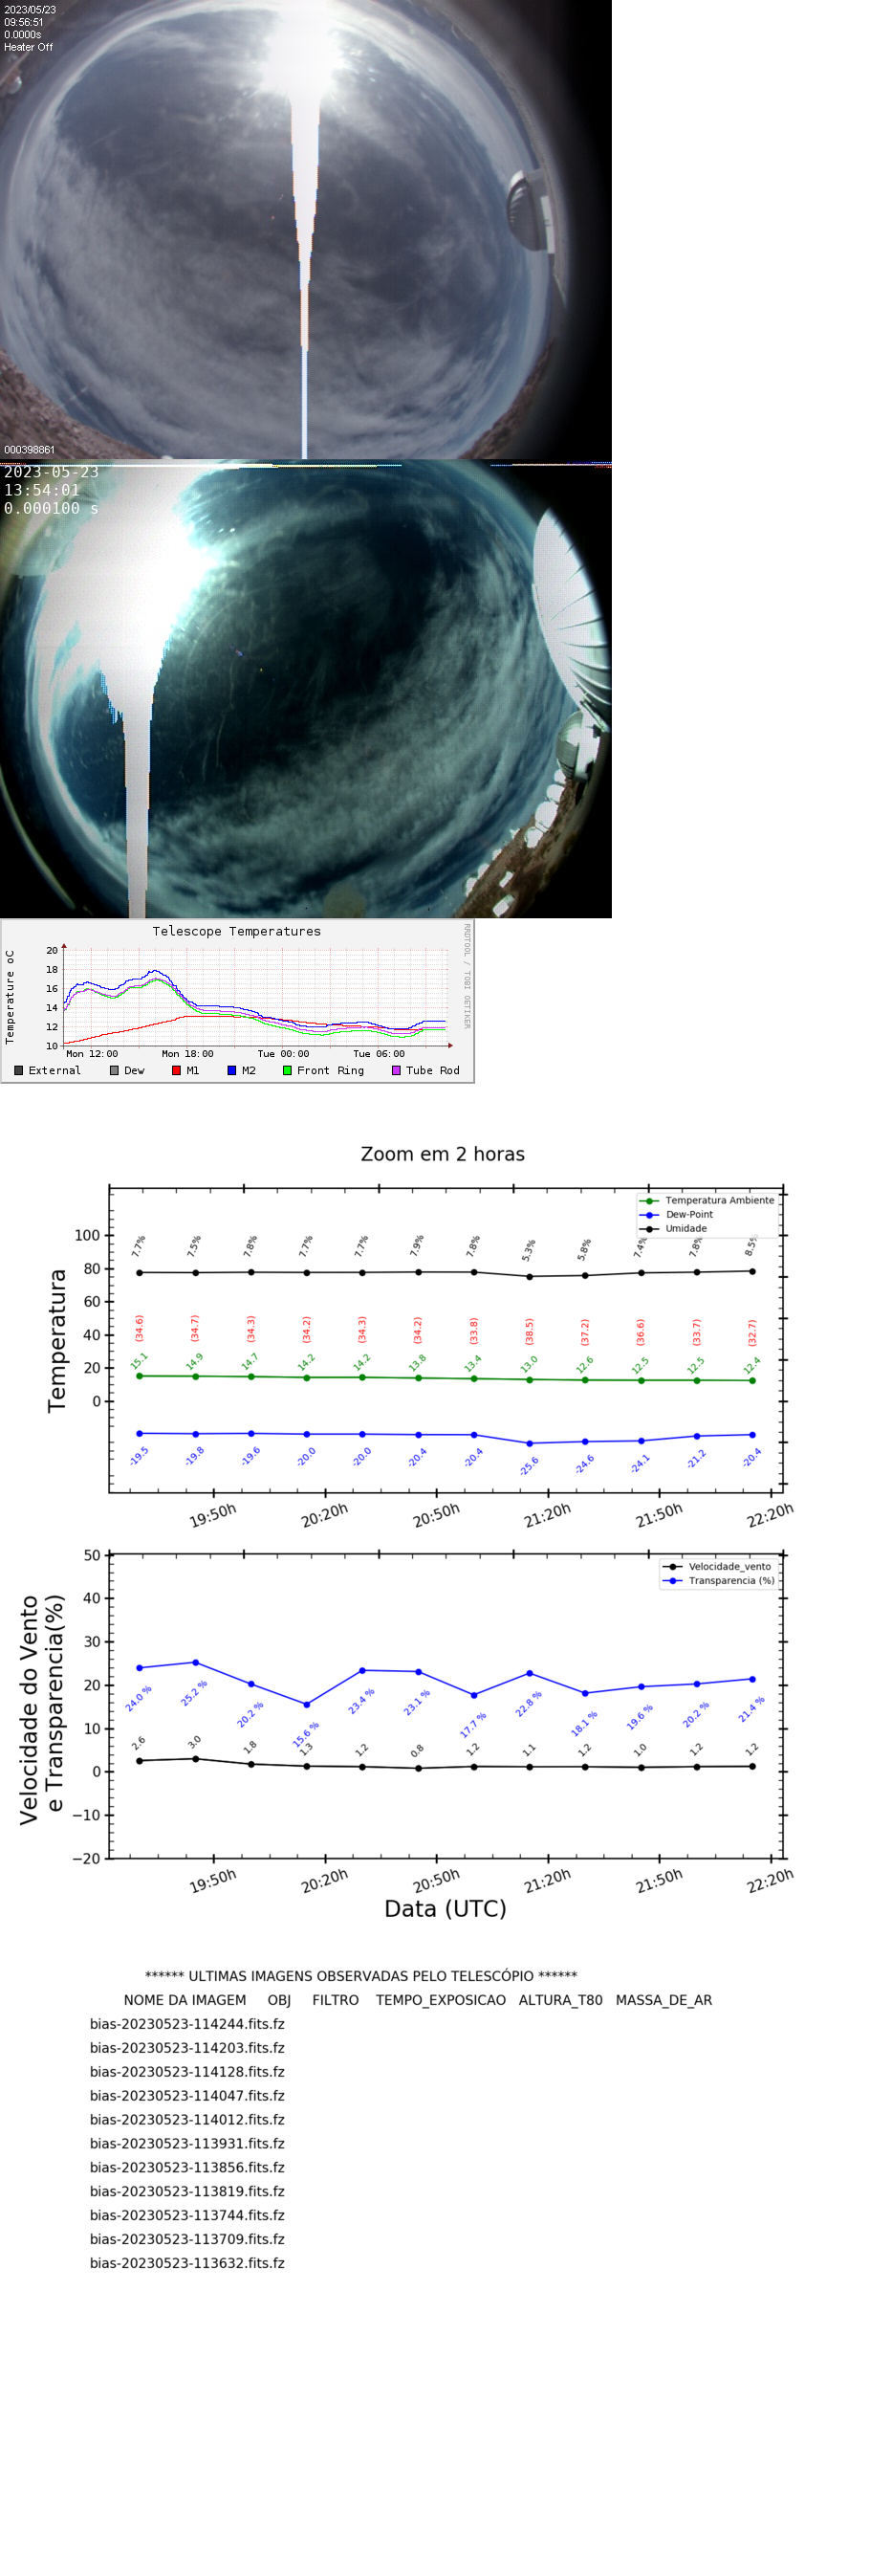 2023/05/23
09:56:51
0.0000s
Heater Off
000398861
2023-05-23
13:54:01
0.000100 s
Telescope Temperatures
RRDTOOL / TOBI OETIKER
Temperature oC
20
18
16
14
12
10
Mon 12:00 Mon 18:00 Tue 00:00 Tue 06:00
External Dew M1 M2 Front Ring Tube Rod
Zoom em 2 horas
Temperatura Ambiente
Dew-Point
Umidade
Temperatura
100
80
60
40
20
0
7.7% 7.5% 7.8% 7.7% 7.7% 7.9% 7.8% 5.3% 5.8% 7.4% 7.8% 8.5%
(34.6) (34.7) (34.3) (34.2) (34.3) (34.2) (33.8) (38.5) (37.2) (36.6) (33.7) (32.7)
15.1 14.9 14.7 14.2 14.2 13.8 13.4 13.0 12.6 12.5 12.5 12.4
-19.5 -19.8 -19.6 -20.0 -20.0 -20.4 -20.4 -25.6 -24.6 -24.1 -21.2 -20.4
19:50h 20:20h 20:50h 21:20h 21:50h 22:20h
Velocidade_vento
Transparencia (%)
Velocidade do Vento
e Transparencia(%)
50
40
30
20
10
0
−10
−20
24.0 % 25.2 % 20.2 % 15.6 % 23.4 % 23.1 % 17.7 % 22.8 % 18.1 % 19.6 % 20.2 % 21.4 %
2.6 3.0 1.8 1.3 1.2 0.8 1.2 1.1 1.2 1.0 1.2 1.2
19:50h 20:20h 20:50h 21:20h 21:50h 22:20h
Data (UTC)
****** ULTIMAS IMAGENS OBSERVADAS PELO TELESCÓPIO ******
NOME DA IMAGEM OBJ FILTRO TEMPO_EXPOSICAO ALTURA_T80 MASSA_DE_AR
bias-20230523-114244.fits.fz
bias-20230523-114203.fits.fz
bias-20230523-114128.fits.fz
bias-20230523-114047.fits.fz
bias-20230523-114012.fits.fz
bias-20230523-113931.fits.fz
bias-20230523-113856.fits.fz
bias-20230523-113819.fits.fz
bias-20230523-113744.fits.fz
bias-20230523-113709.fits.fz
bias-20230523-113632.fits.fz